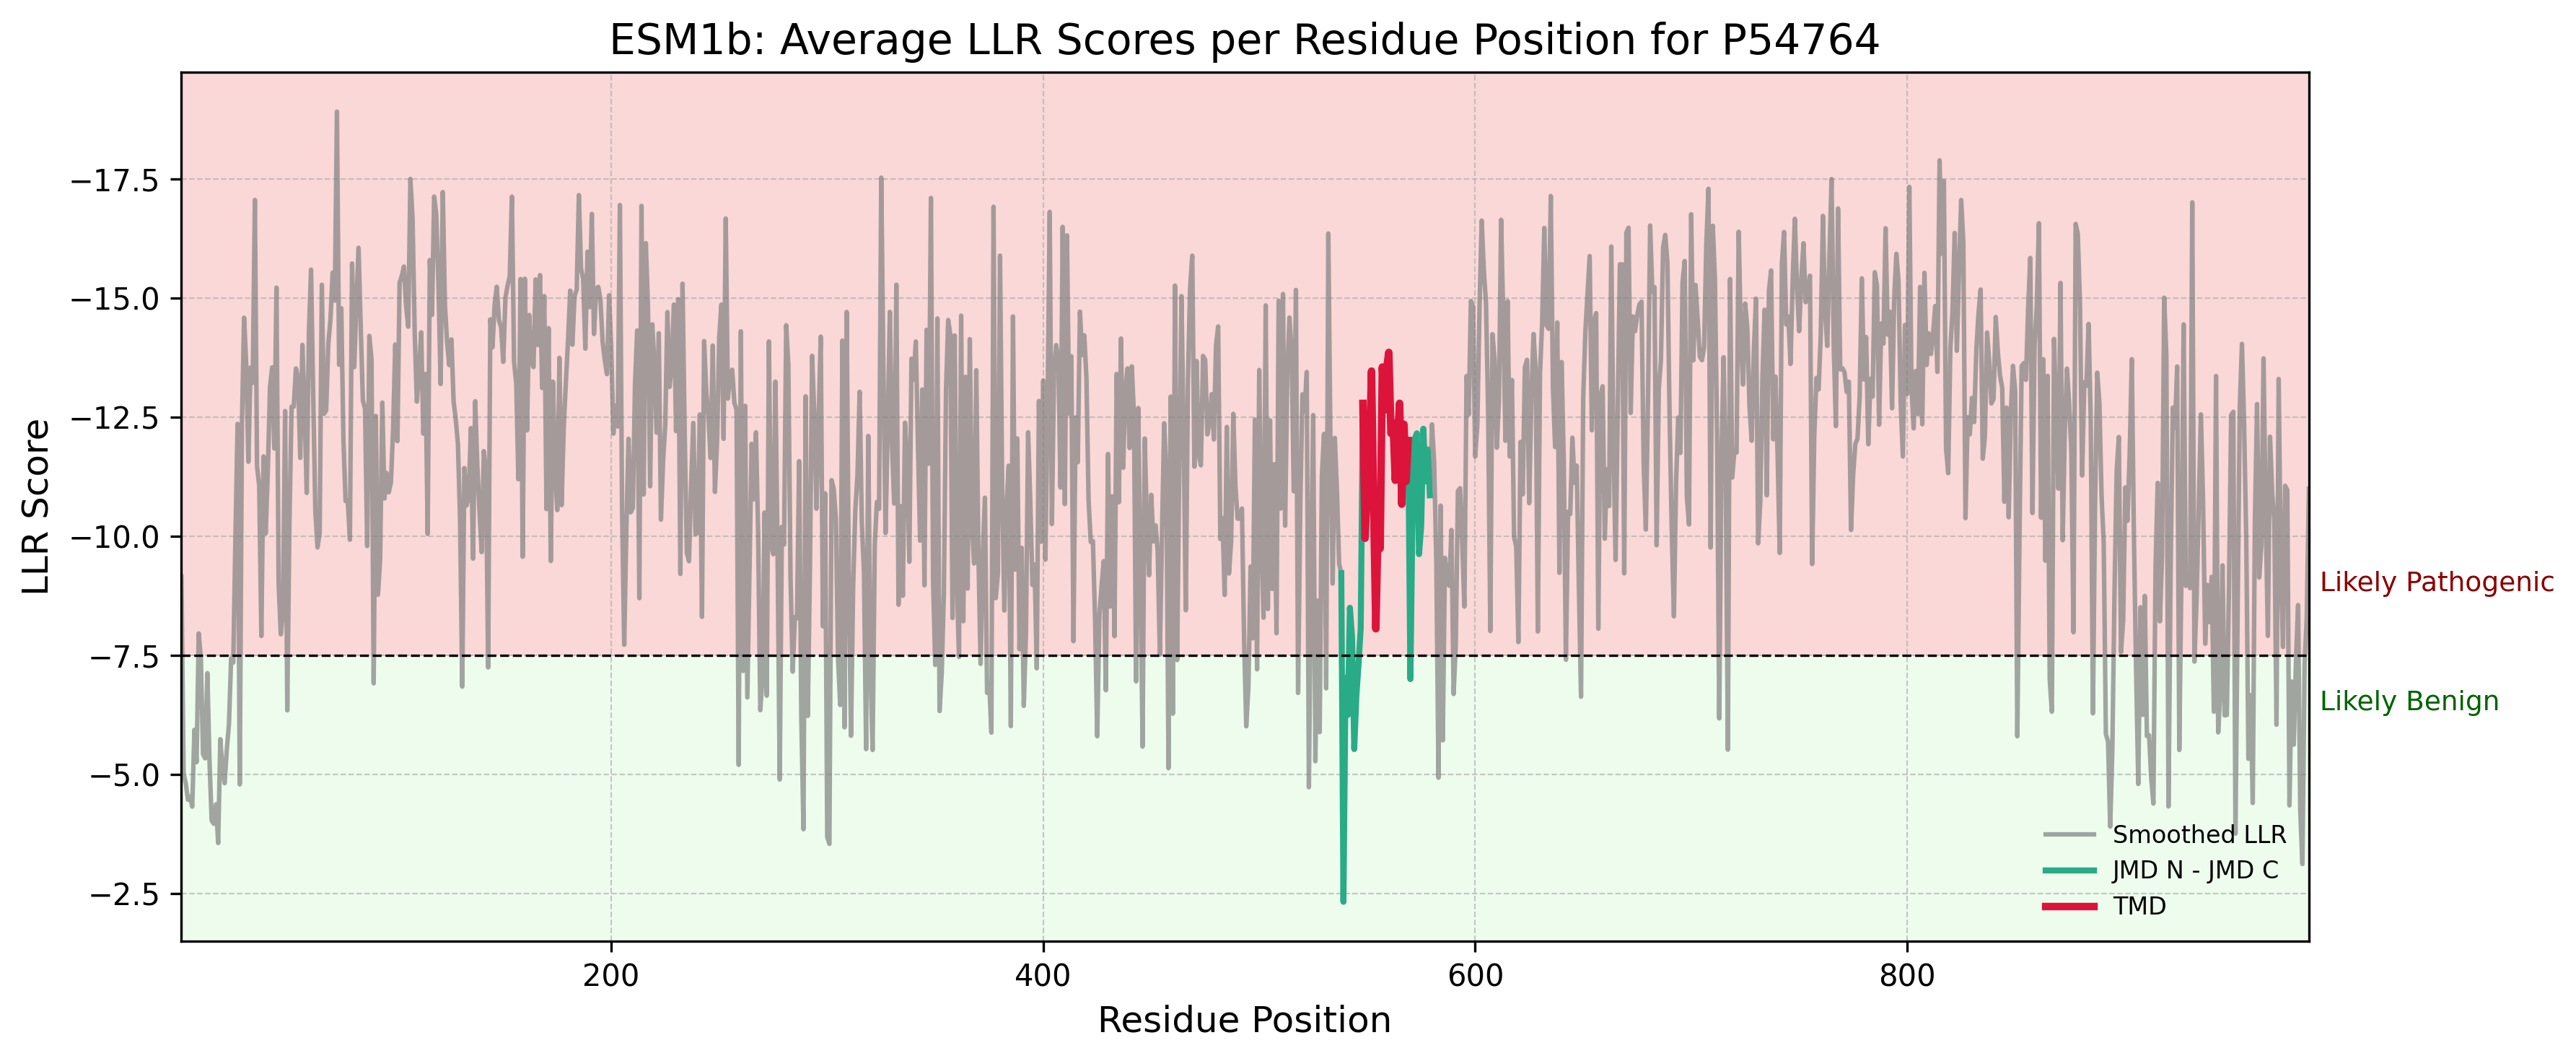 ESM1b: Average LLR Scores per Residue Position for P54764
LLR Score
−17.5
−15.0
−12.5
−10.0
−7.5
−5.0
−2.5
Likely Pathogenic
Likely Benign
Smoothed LLR
JMD N - JMD C
TMD
200
400
600
800
Residue Position